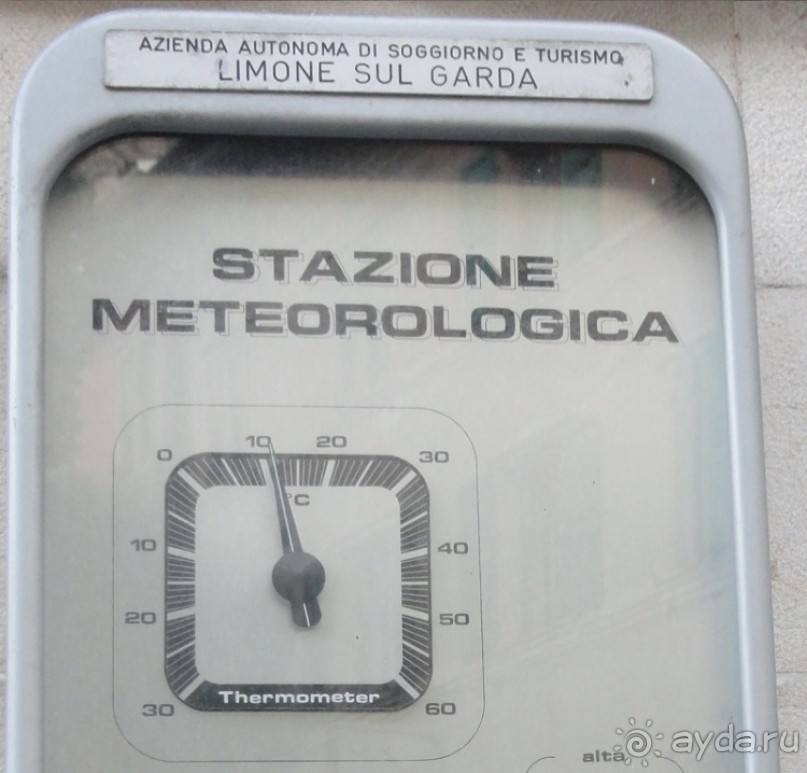 AZIENDA AUTONOMA DI SOGGIORNO E TURISMO
LIMONE SUL GARDA
STAZIONE
METEOROLOGICA
0 10 20 30
°C
10 40
20 50
30 60
Thermometer
alta
ayda.ru